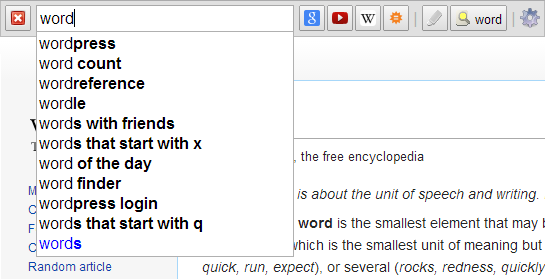 word
word
wordpress
word count
wordreference
wordle
words with friends
words that start with x
word of the day
word finder
wordpress login
words that start with q
words
, the free encyclopedia
is about the unit of speech and writing.
word is the smallest element that may b
which is the smallest unit of meaning but
Random article
quick, run, expect), or several (rocks, redness, quickly